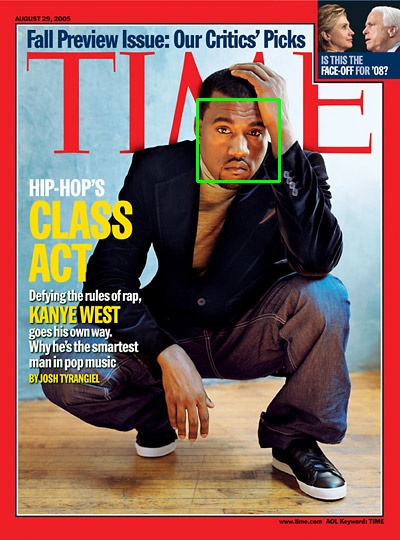 AUGUST 29, 2005
Fall Preview Issue: Our Critics' Picks
IS THIS THE
FACE-OFF FOR '08?
TIME
HIP-HOP'S
CLASS
ACT
Defying the rules of rap,
KANYE WEST
goes his own way.
Why he's the smartest
man in pop music
BY JOSH TYRANGIEL
www.time.com AOL Keyword: TIME